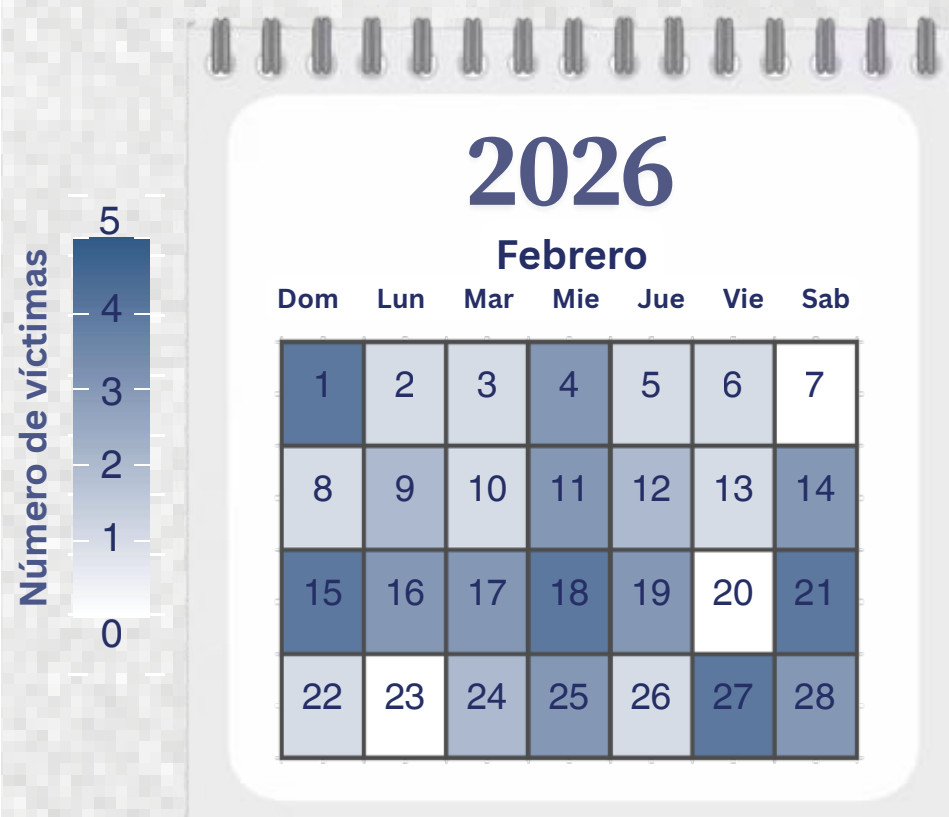 2026
Febrero
Dom Lun Mar Mie Jue Vie Sab
1 2 3 4 5 6 7
8 9 10 11 12 13 14
15 16 17 18 19 20 21
22 23 24 25 26 27 28
Número de víctimas
5
4
3
2
1
0